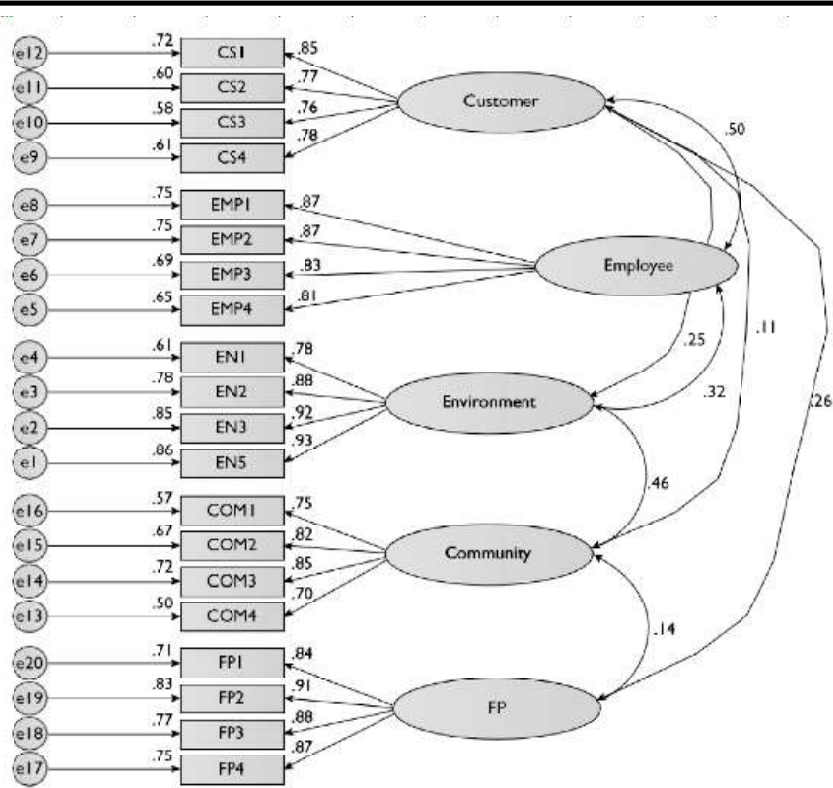 e12 .72 CS1 .85
e11 .60 CS2 .77
e10 .58 CS3 .76
e9 .61 CS4 .78
Customer
.50
e8 .75 EMP1 .87
e7 .75 EMP2 .87
e6 .69 EMP3 .83
e5 .65 EMP4 .81
Employee
.25
.11
.32
.26
e4 .61 EN1 .78
e3 .78 EN2 .88
e2 .85 EN3 .92
e1 .86 EN5 .93
Environment
.46
e16 .57 COM1 .75
e15 .67 COM2 .82
e14 .72 COM3 .85
e13 .50 COM4 .70
Community
.14
e20 .71 FP1 .84
e19 .83 FP2 .91
e18 .77 FP3 .88
e17 .75 FP4 .87
FP